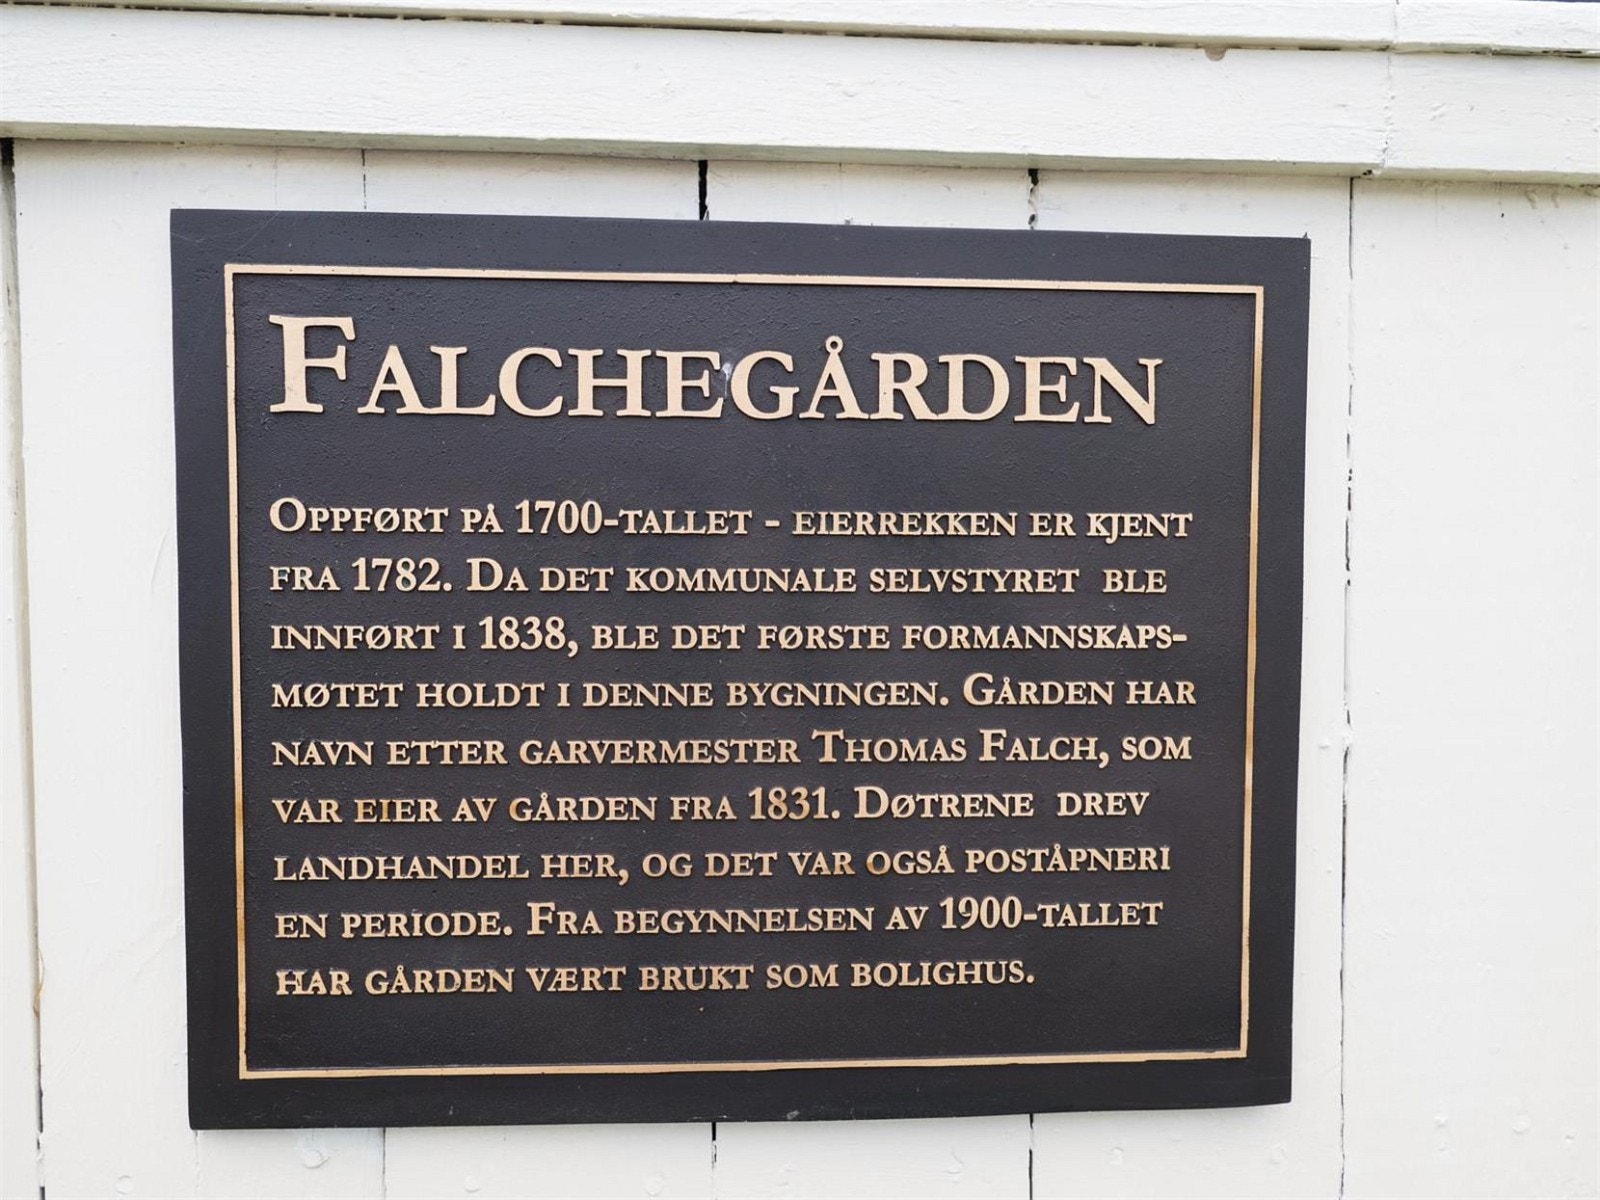 Falchegården
Oppført på 1700-tallet - eierrekken er kjent
fra 1782. Da det kommunale selvstyret ble
innført i 1838, ble det første formannskaps-
møtet holdt i denne bygningen. Gården har
navn etter garvermester Thomas Falch, som
var eier av gården fra 1831. Døtrene drev
landhandel her, og det var også poståpneri
en periode. Fra begynnelsen av 1900-tallet
har gården vært brukt som bolighus.